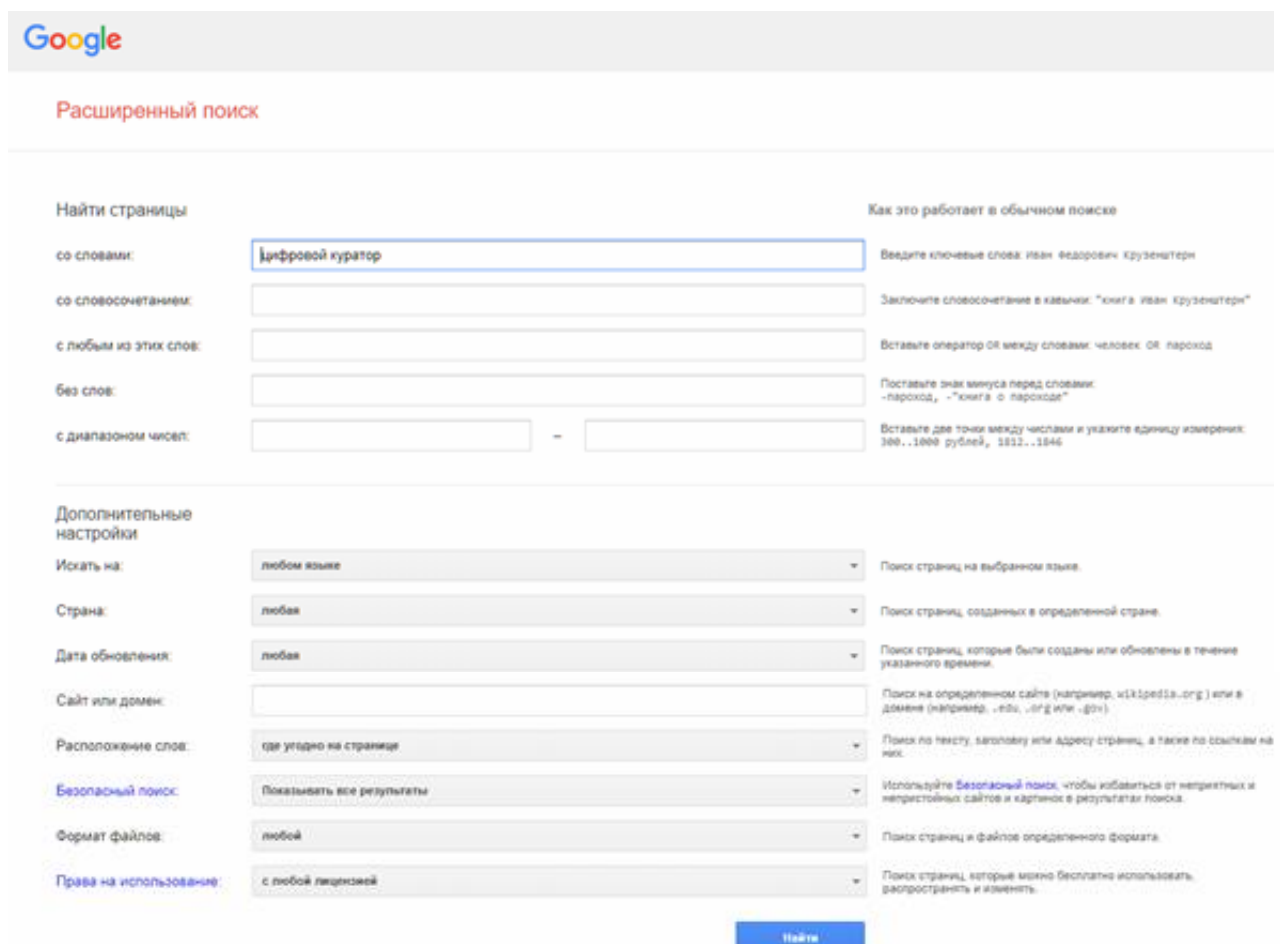 Google
Расширенный поиск
Найти страницы
Как это работает в обычном поиске
со словами:
цифровой куратор
Введите ключевые слова: Иван Федорович Крузенштерн
со словосочетанием:
Заключите словосочетание в кавычки: "книга Иван Крузенштерн"
с любым из этих слов:
Вставьте оператор OR между словами: человек OR пароход
без слов:
Поставьте знак минуса перед словами:
-пароход, -"книга о пароходе"
с диапазоном чисел:
–
Вставьте две точки между числами и укажите единицу измерения:
300..1000 рублей, 1812..1846
Дополнительные
настройки
Искать на:
любом языке
Поиск страниц на выбранном языке.
Страна:
любая
Поиск страниц, созданных в определенной стране.
Дата обновления:
любая
Поиск страниц, которые были созданы или обновлены в течение
указанного времени.
Сайт или домен:
Поиск на определенном сайте (например, wikipedia.org ) или в
домене (например, .edu, .org или .gov)
Расположение слов:
где угодно на странице
Поиск по тексту, заголовку или адресу страниц, а также по ссылкам на
них.
Безопасный поиск:
Показывать все результаты
Используйте Безопасный поиск, чтобы избавиться от неприятных и
непристойных сайтов и картинок в результатах поиска.
Формат файлов:
любой
Поиск страниц и файлов определенного формата.
Права на использование:
с любой лицензией
Поиск страниц, которые можно бесплатно использовать,
распространять и изменять.
Найти